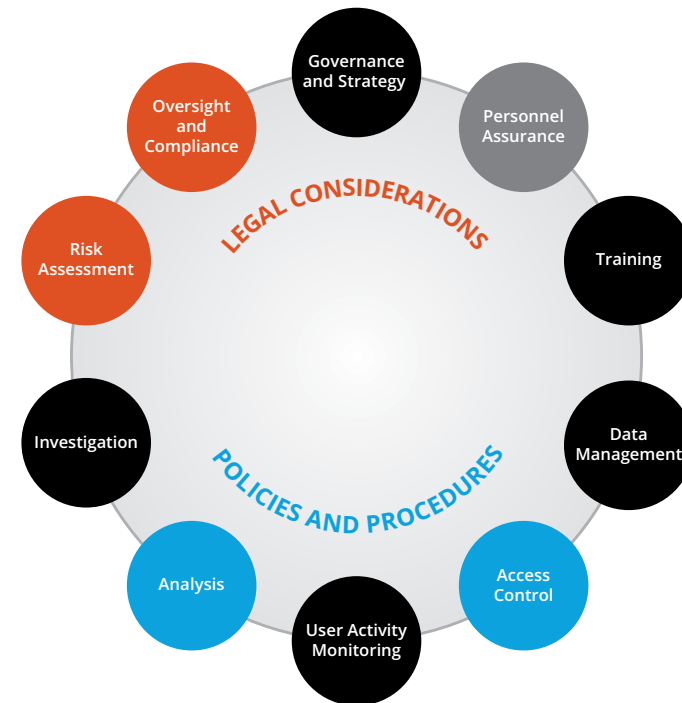 Governance
and Strategy
Personnel
Assurance
Training
Data
Management
Access
Control
User Activity
Monitoring
Analysis
Investigation
Risk
Assessment
Oversight
and
Compliance
LEGAL CONSIDERATIONS
POLICIES AND PROCEDURES